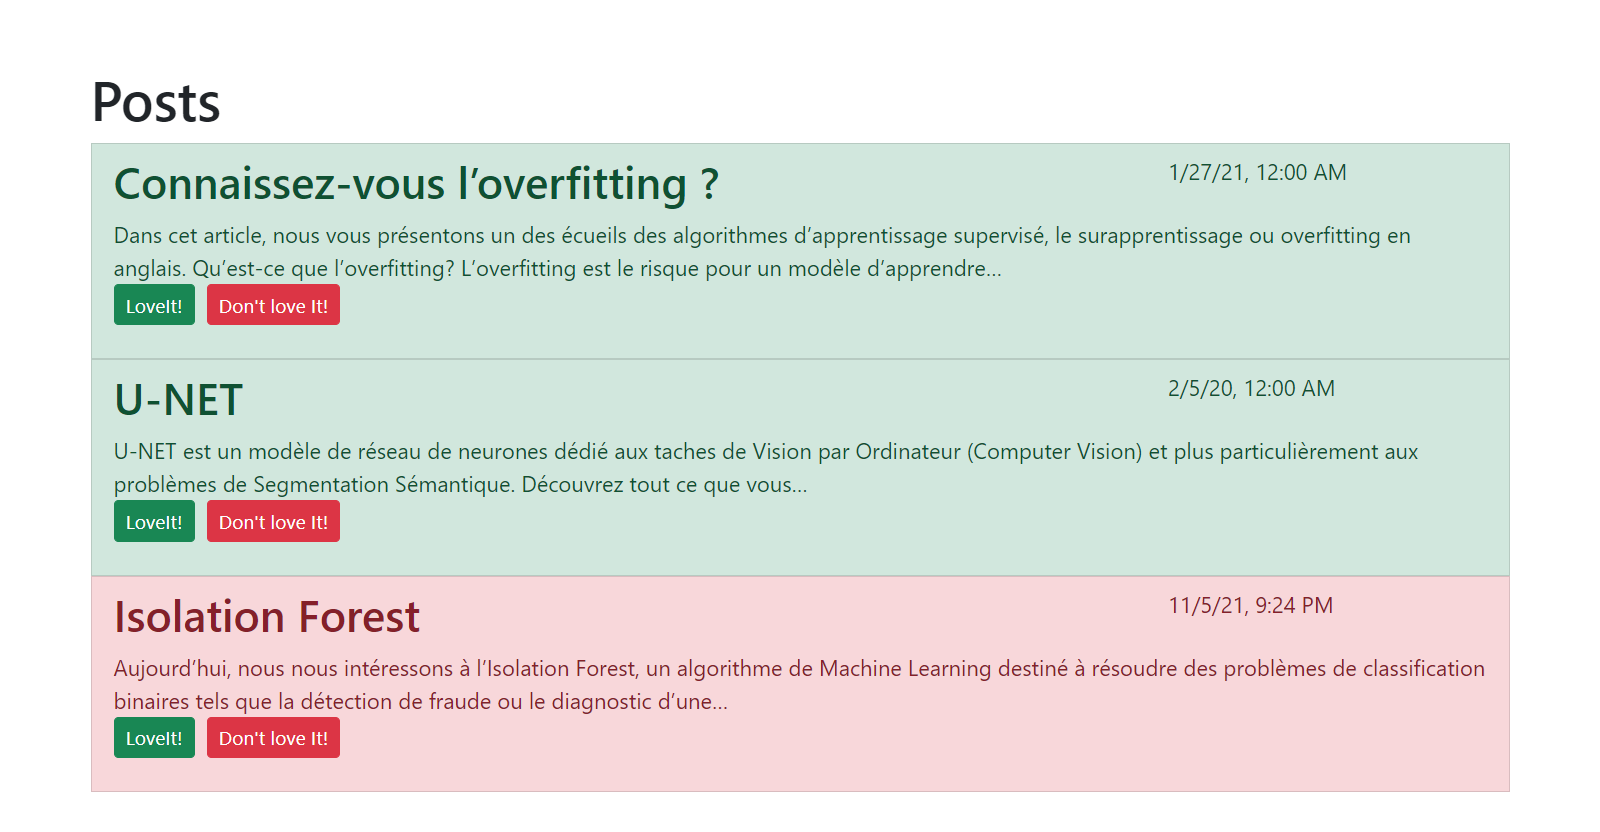 Posts
Connaissez-vous l’overfitting ?
1/27/21, 12:00 AM
Dans cet article, nous vous présentons un des écueils des algorithmes d’apprentissage supervisé, le surapprentissage ou overfitting en
anglais. Qu’est-ce que l’overfitting? L’overfitting est le risque pour un modèle d’apprendre…
LoveIt! Don't love It!
U-NET
2/5/20, 12:00 AM
U-NET est un modèle de réseau de neurones dédié aux taches de Vision par Ordinateur (Computer Vision) et plus particulièrement aux
problèmes de Segmentation Sémantique. Découvrez tout ce que vous…
LoveIt! Don't love It!
Isolation Forest
11/5/21, 9:24 PM
Aujourd’hui, nous nous intéressons à l’Isolation Forest, un algorithme de Machine Learning destiné à résoudre des problèmes de classification
binaires tels que la détection de fraude ou le diagnostic d’une…
LoveIt! Don't love It!